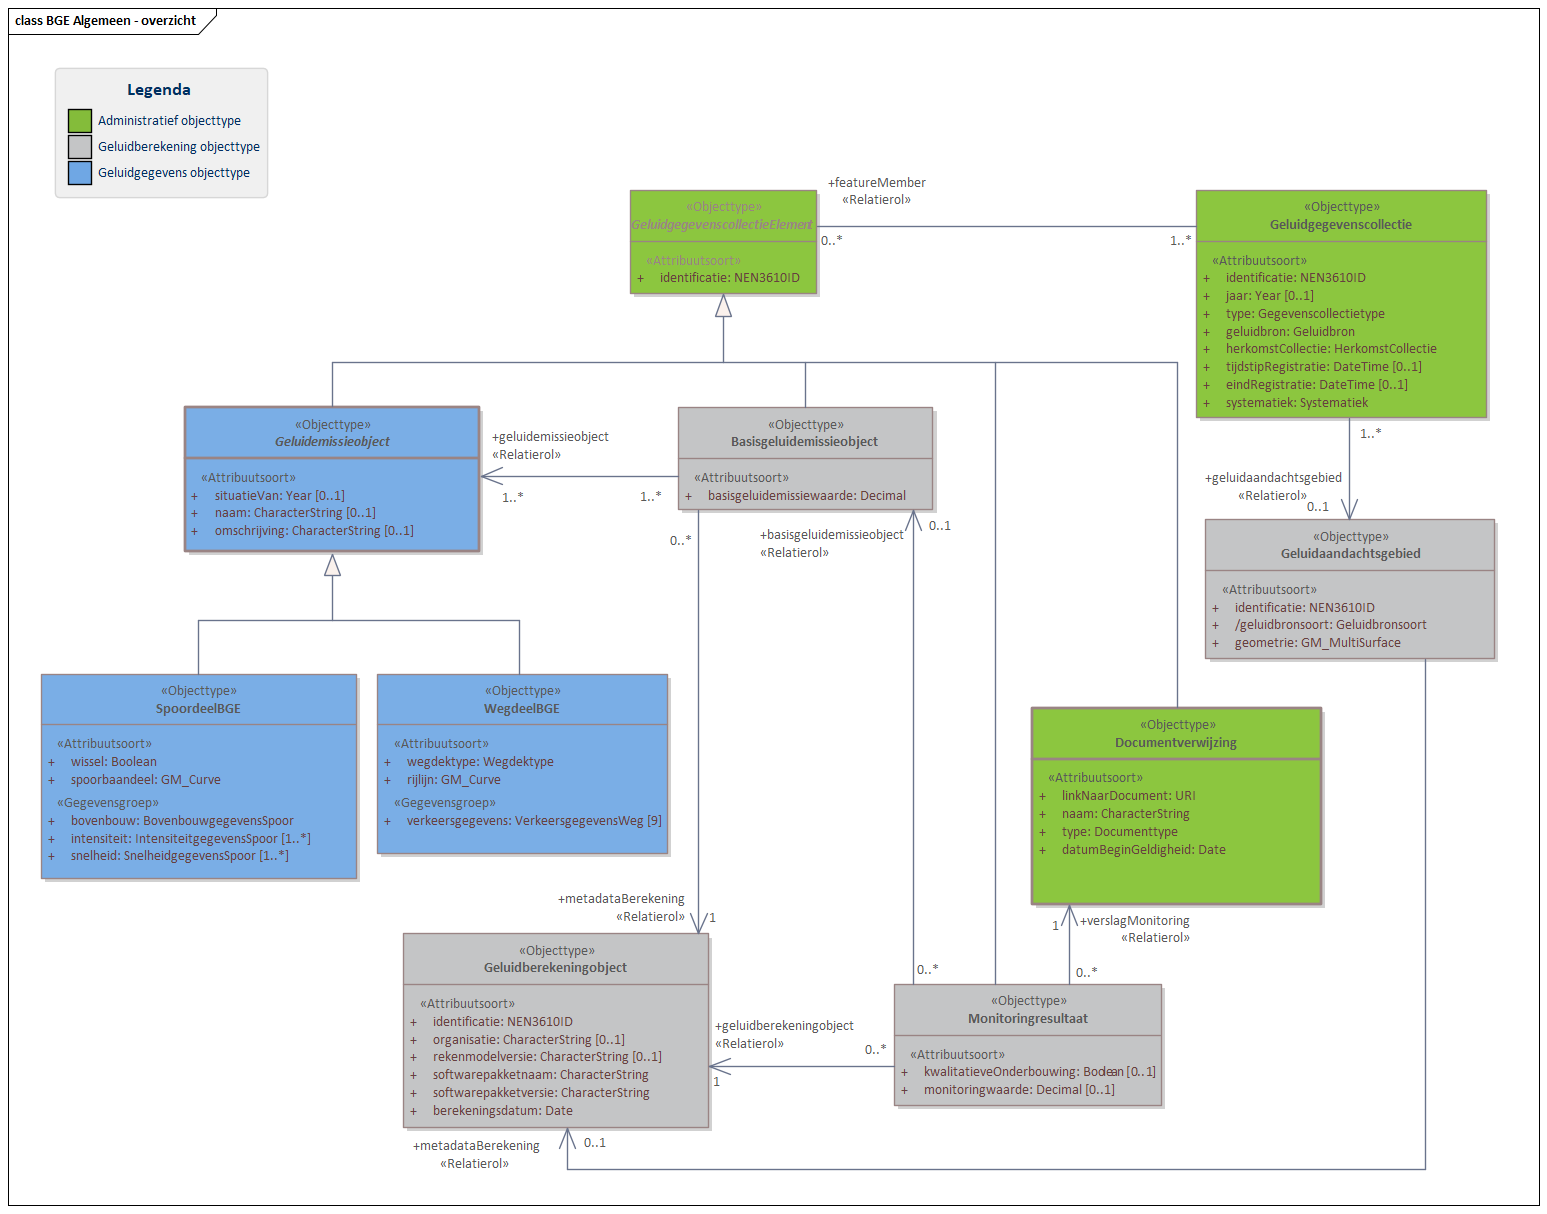 class BGE Algemeen - overzicht
Legenda
Administratief objecttype
Geluidberekening objecttype
Geluidgegevens objecttype
+featureMember
«Relatierol»
0..*
1..*
«Objecttype»
GeluidgegevenscollectieElement
«Attribuutsoort»
+ identificatie: NEN3610ID
«Objecttype»
Geluidgegevenscollectie
«Attribuutsoort»
+ identificatie: NEN3610ID
+ jaar: Year [0..1]
+ type: Gegevenscollectietype
+ geluidbron: Geluidbron
+ herkomstCollectie: HerkomstCollectie
+ tijdstipRegistratie: DateTime [0..1]
+ eindRegistratie: DateTime [0..1]
+ systematiek: Systematiek
«Objecttype»
Geluidemissieobject
«Attribuutsoort»
+ situatieVan: Year [0..1]
+ naam: CharacterString [0..1]
+ omschrijving: CharacterString [0..1]
+geluidemissieobject
«Relatierol»
1..*
1..*
«Objecttype»
Basisgeluidemissieobject
«Attribuutsoort»
+ basisgeluidemissiewaarde: Decimal
1..*
+geluidaandachtsgebied
«Relatierol»
0..1
0..*
+basisgeluidemissieobject
«Relatierol»
0..1
«Objecttype»
Geluidaandachtsgebied
«Attribuutsoort»
+ identificatie: NEN3610ID
+ /geluidbronsoort: Geluidbronsoort
+ geometrie: GM_MultiSurface
«Objecttype»
SpoordeelBGE
«Attribuutsoort»
+ wissel: Boolean
+ spoorbaandeel: GM_Curve
«Gegevensgroep»
+ bovenbouw: BovenbouwgegevensSpoor
+ intensiteit: IntensiteitgegevensSpoor [1..*]
+ snelheid: SnelheidgegevensSpoor [1..*]
«Objecttype»
WegdeelBGE
«Attribuutsoort»
+ wegdektype: Wegdektype
+ rijlijn: GM_Curve
«Gegevensgroep»
+ verkeersgegevens: VerkeersgegevensWeg [9]
«Objecttype»
Documentverwijzing
«Attribuutsoort»
+ linkNaarDocument: URI
+ naam: CharacterString
+ type: Documenttype
+ datumBeginGeldigheid: Date
+metadataBerekening
«Relatierol»
1
1
+verslagMonitoring
«Relatierol»
0..*
0..*
«Objecttype»
Geluidberekeningobject
«Attribuutsoort»
+ identificatie: NEN3610ID
+ organisatie: CharacterString [0..1]
+ rekenmodelversie: CharacterString [0..1]
+ softwarepakketnaam: CharacterString
+ softwarepakketversie: CharacterString
+ berekeningsdatum: Date
+geluidberekeningobject
«Relatierol»
0..*
1
«Objecttype»
Monitoringresultaat
«Attribuutsoort»
+ kwalitatieveOnderbouwing: Boolean [0..1]
+ monitoringwaarde: Decimal [0..1]
+metadataBerekening
«Relatierol»
0..1